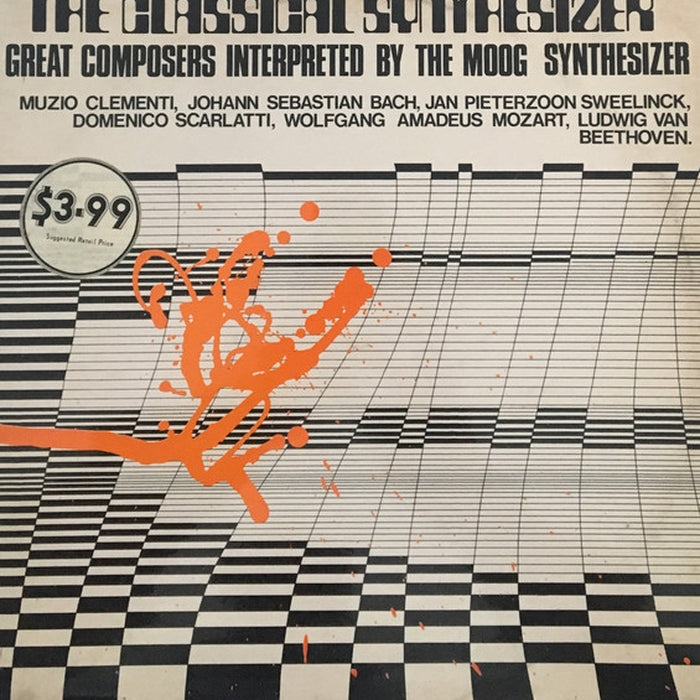 THE CLASSICAL SYNTHESIZER
GREAT COMPOSERS INTERPRETED BY THE MOOG SYNTHESIZER
MUZIO CLEMENTI, JOHANN SEBASTIAN BACH, JAN PIETERZOON SWEELINCK,
DOMENICO SCARLATTI, WOLFGANG AMADEUS MOZART, LUDWIG VAN
BEETHOVEN.
$3.99
Suggested Retail Price